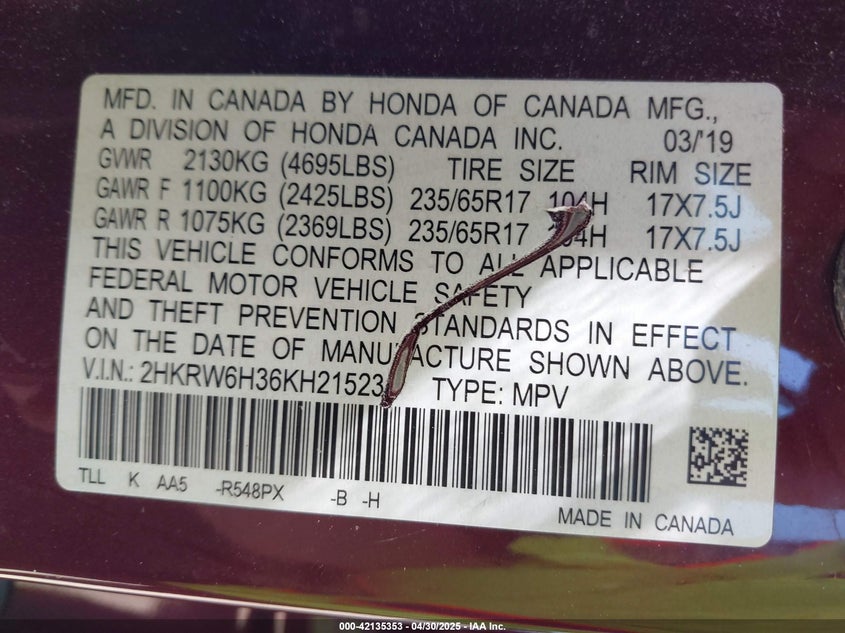 MFD. IN CANADA BY HONDA OF CANADA MFG.,
A DIVISION OF HONDA CANADA INC. 03/'19
GVWR 2130KG (4695LBS) TIRE SIZE RIM SIZE
GAWR F 1100KG (2425LBS) 235/65R17 104H 17X7.5J
GAWR R 1075KG (2369LBS) 235/65R17 17X7.5J
THIS VEHICLE CONFORMS TO ALL APPLICABLE
FEDERAL MOTOR VEHICLE SAFETY
AND THEFT PREVENTION STANDARDS IN EFFECT
ON THE DATE OF MANUFACTURE SHOWN ABOVE.
V.I.N.: TYPE: MPV
TLL K AA5 -R548PX -B -H
MADE IN CANADA
000-42135353 - 04/30/2025 - IAA Inc.